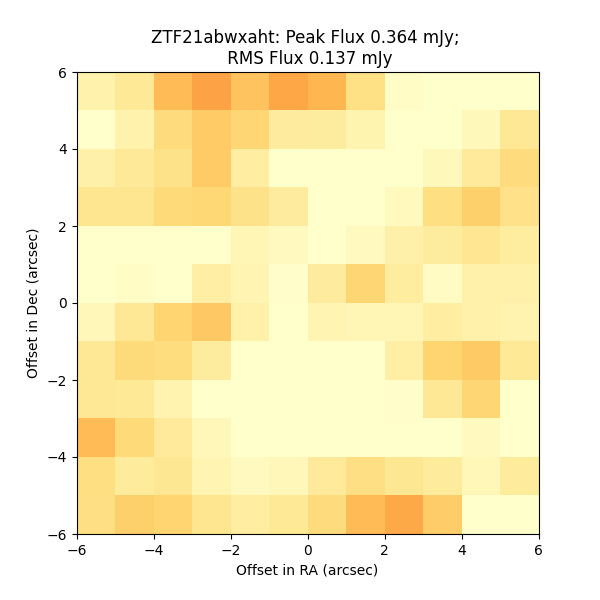 ZTF21abwxaht: Peak Flux 0.364 mJy;
RMS Flux 0.137 mJy
6
4
2
0
−2
−4
−6
Offset in Dec (arcsec)
−6 −4 −2 0 2 4 6
Offset in RA (arcsec)